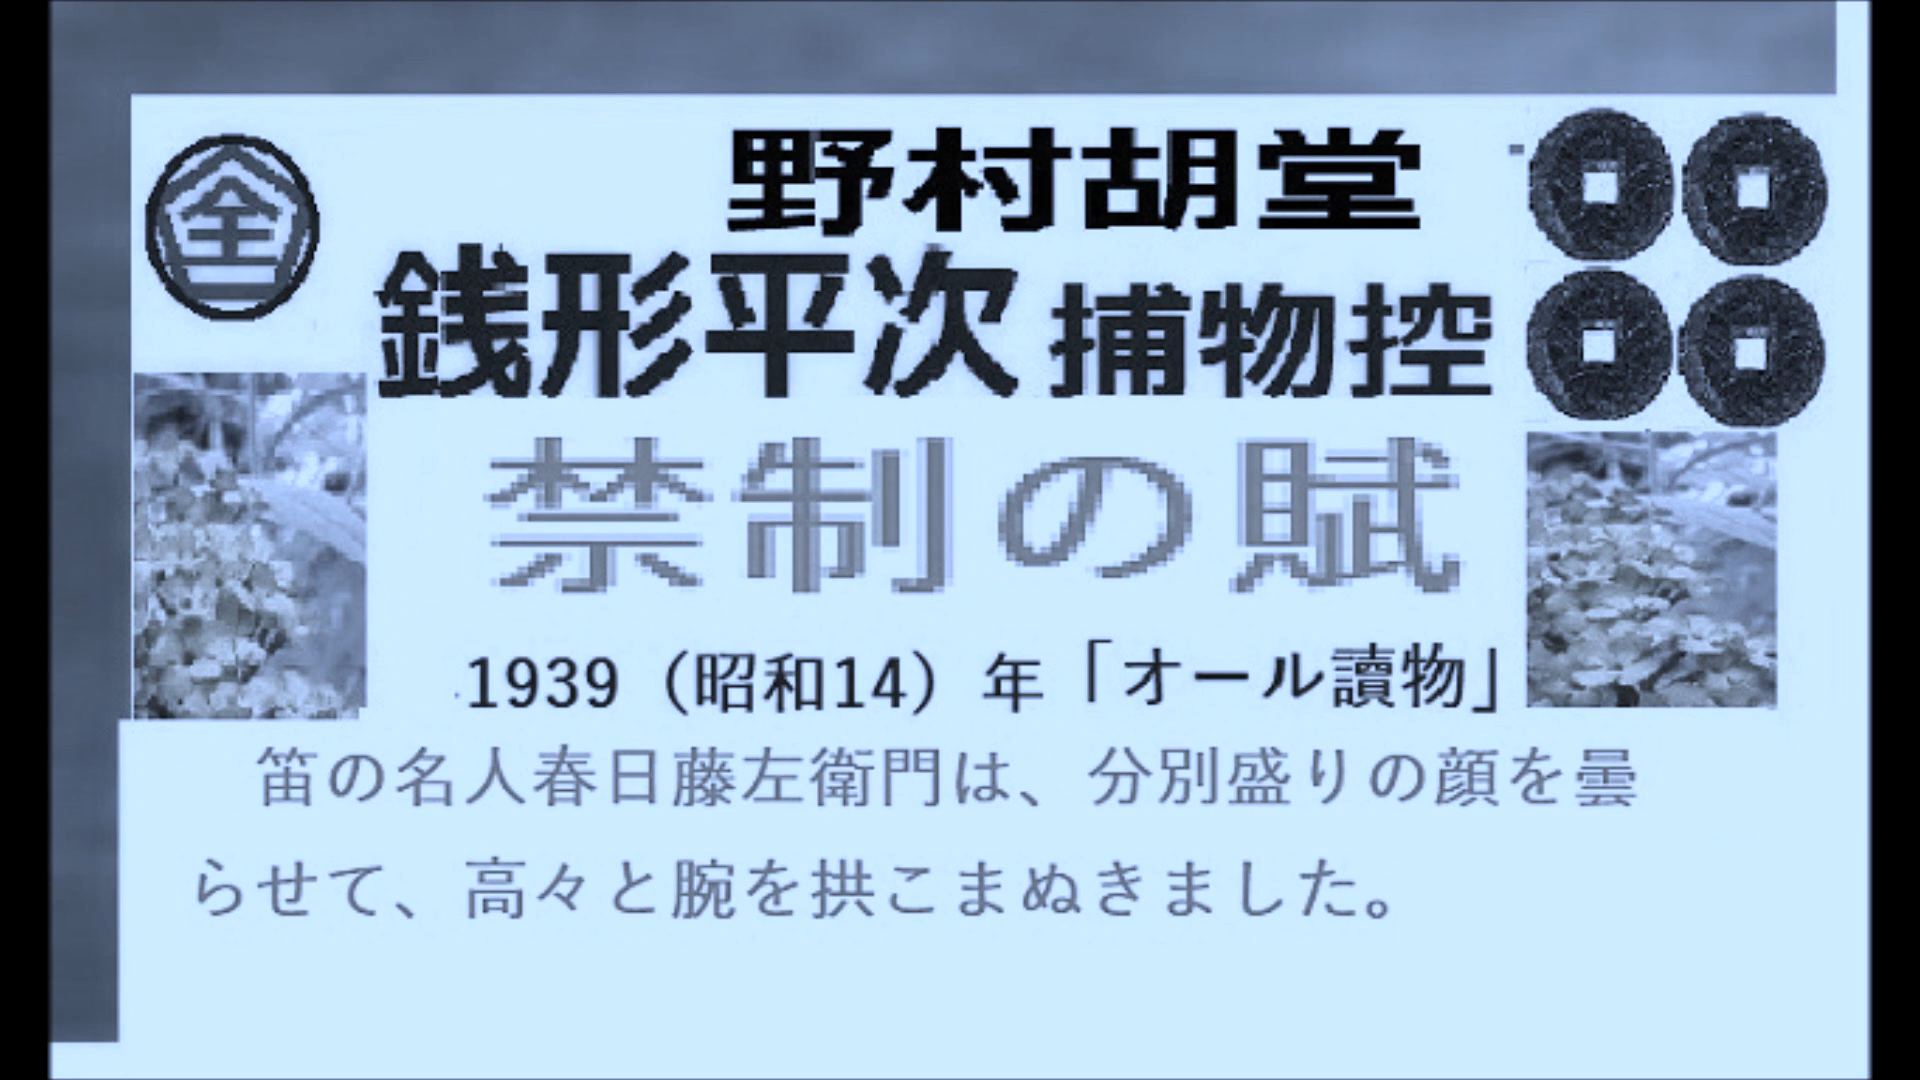 野村胡堂
銭形平次 捕物控
禁制の賦
1939（昭和14）年「オール讀物」
笛の名人春日藤左衛門は、分別盛りの顔を曇
らせて、高々と腕を拱こまぬきました。